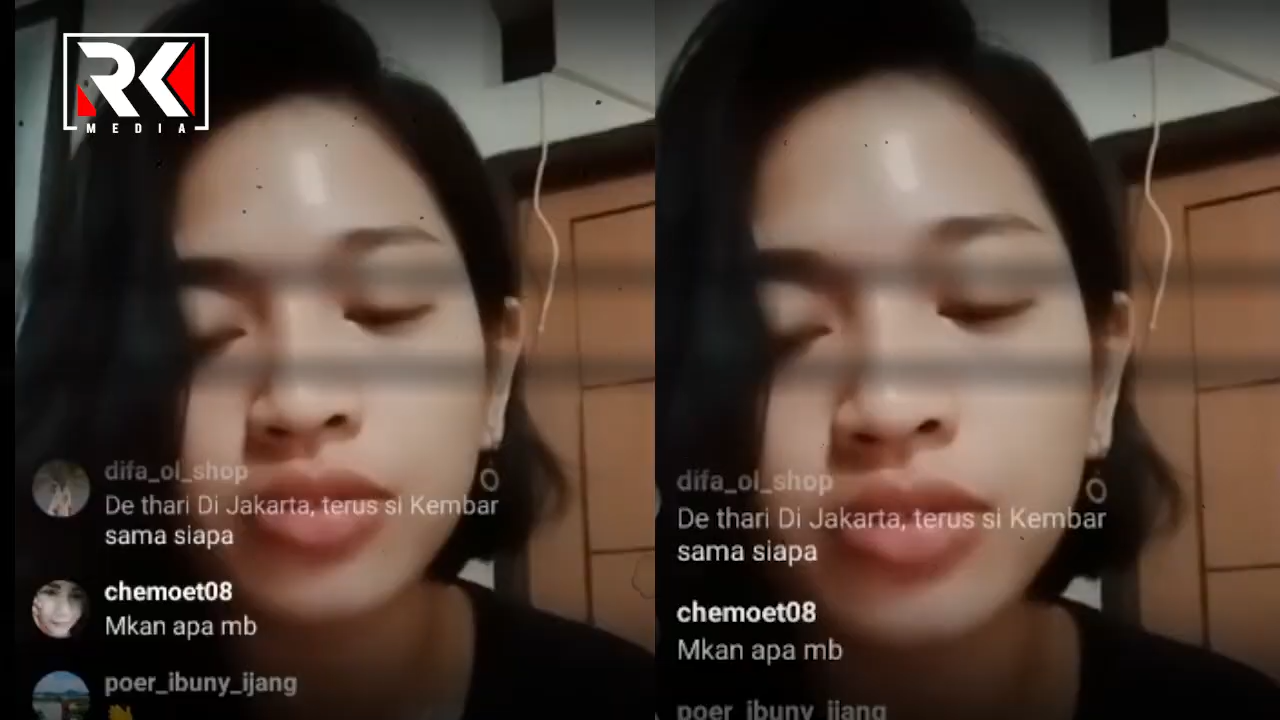 RK
MEDIA
difa_ol_shop
De thari Di Jakarta, terus si Kembar
sama siapa
chemoet08
Mkan apa mb
poer_ibuny_ijang
difa_ol_shop
De thari Di Jakarta, terus si Kembar
sama siapa
chemoet08
Mkan apa mb
poer_ibuny_ijang